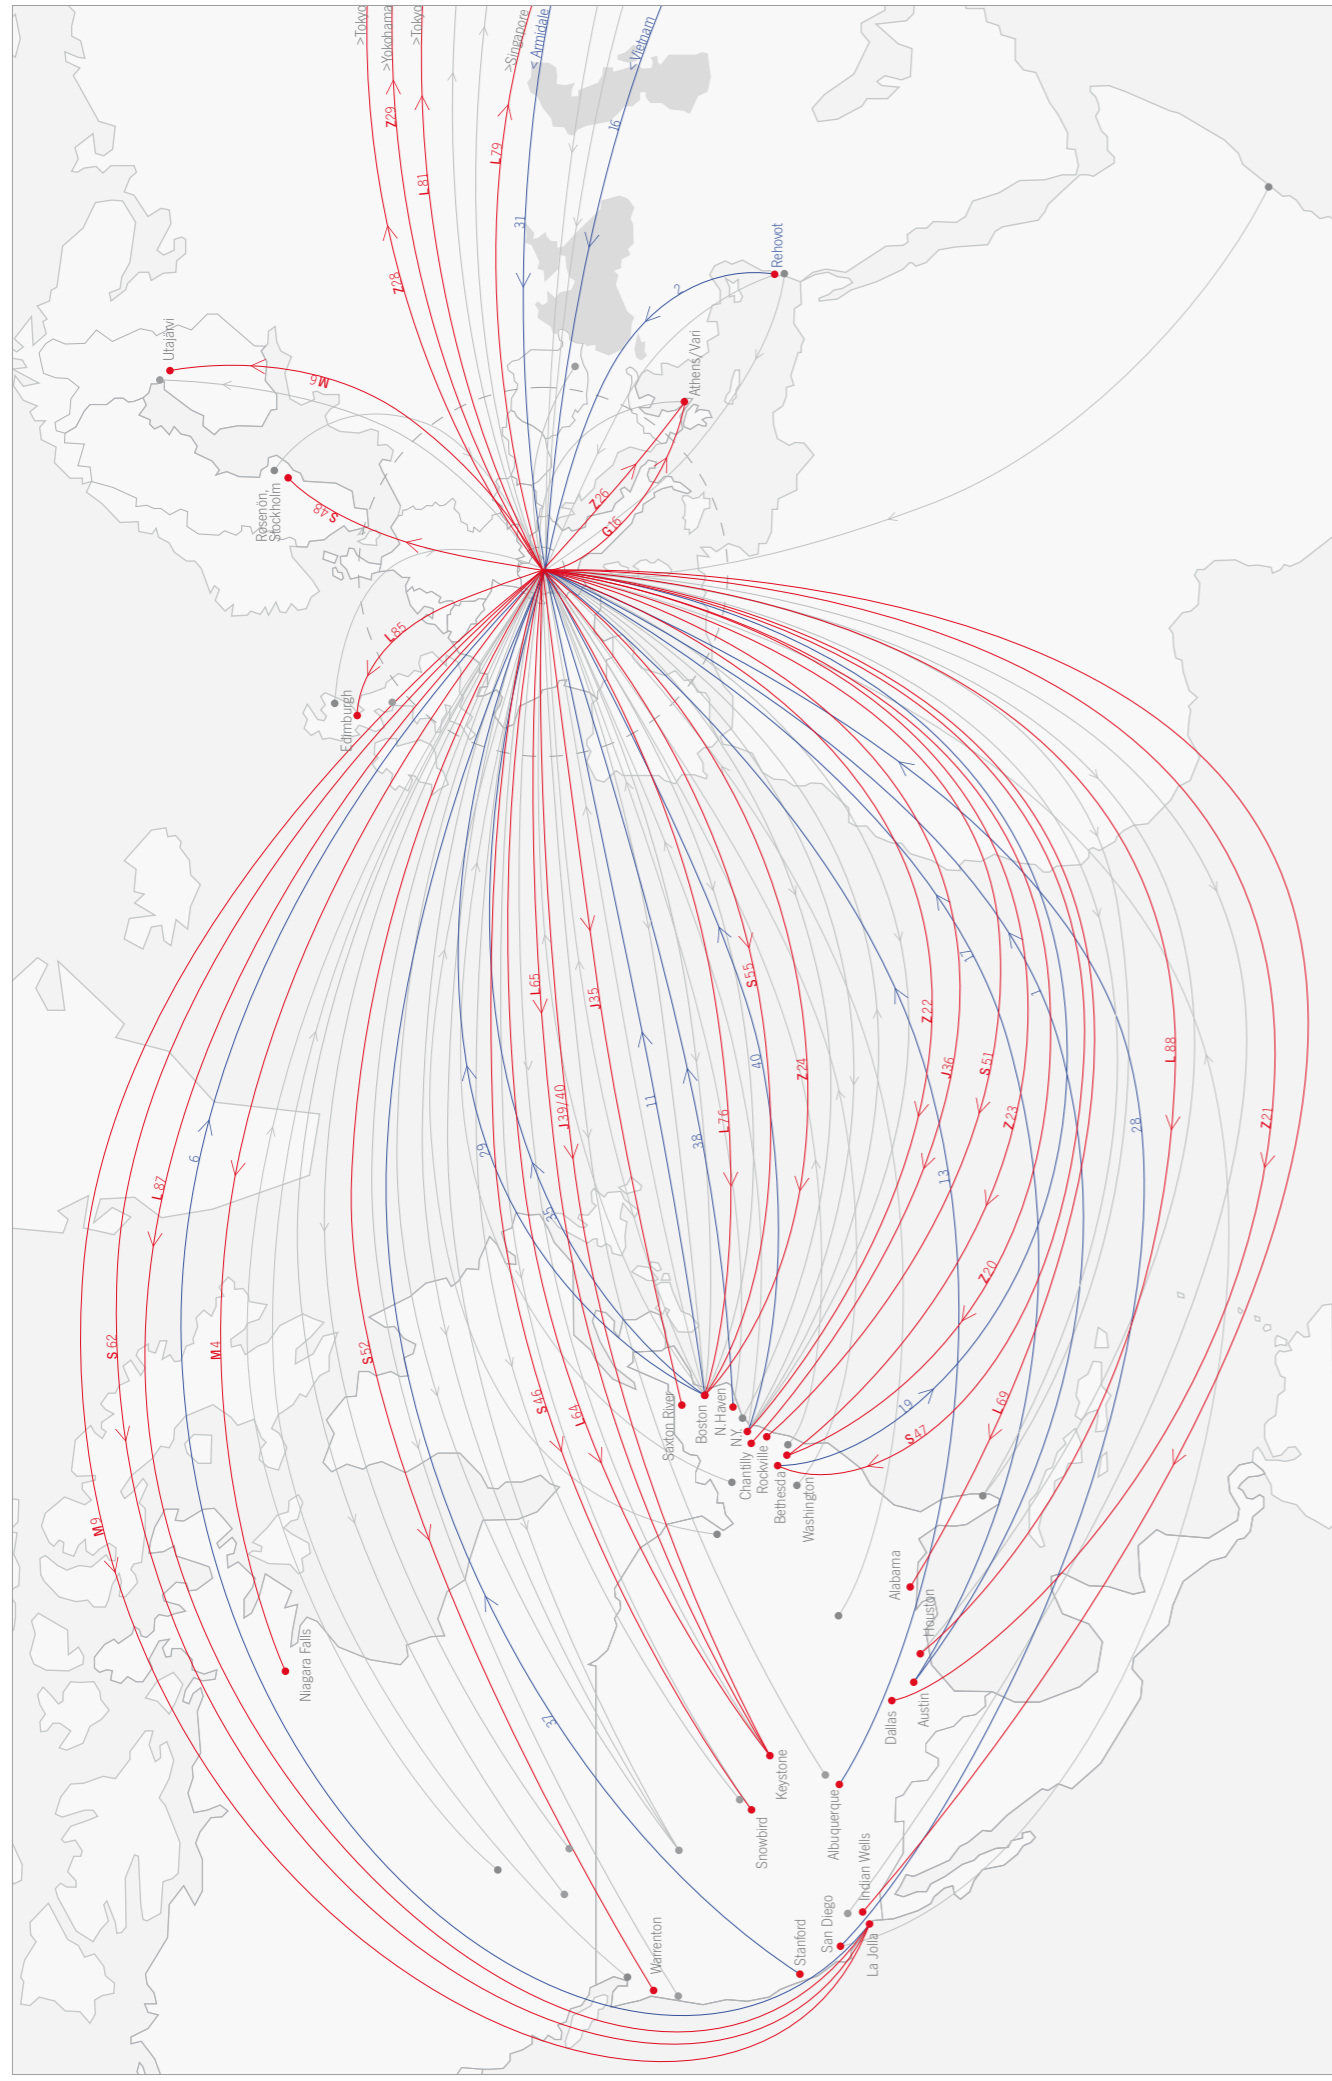 >Tokyo
>Yokohama
>Tokyo
>Singapore
< Armidale
< Vietnam
Z29
L81
L79
16
31
Z28
2
Rehovot
Utajärvi
M6
Athens/Vari
Rosenön,
Stockholm
S48
Z26
G16
L85
Edimburgh
S55
L65
J35
Z22
17
1
Z24
40
J36
S51
L88
11
L76
38
J39/40
Z23
28
Z21
29
6
L87
13
35
Z20
S62
M4
S52
S46
L64
19
L69
S47
Saxton River
Boston
N.Haven
N.Y.
Chantilly
Rockville
Bethesda
Washington
M9
Alabama
Houston
Niagara Falls
Austin
Dallas
37
Keystone
Snowbird
Albuquerque
Indian Wells
San Diego
La Jolla
Stanford
Warrenton